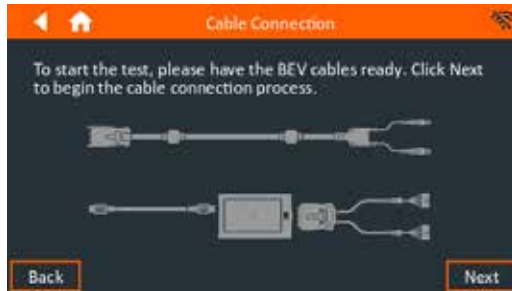 Cable Connection
To start the test, please have the BEV cables ready. Click Next
to begin the cable connection process.
Back
Next